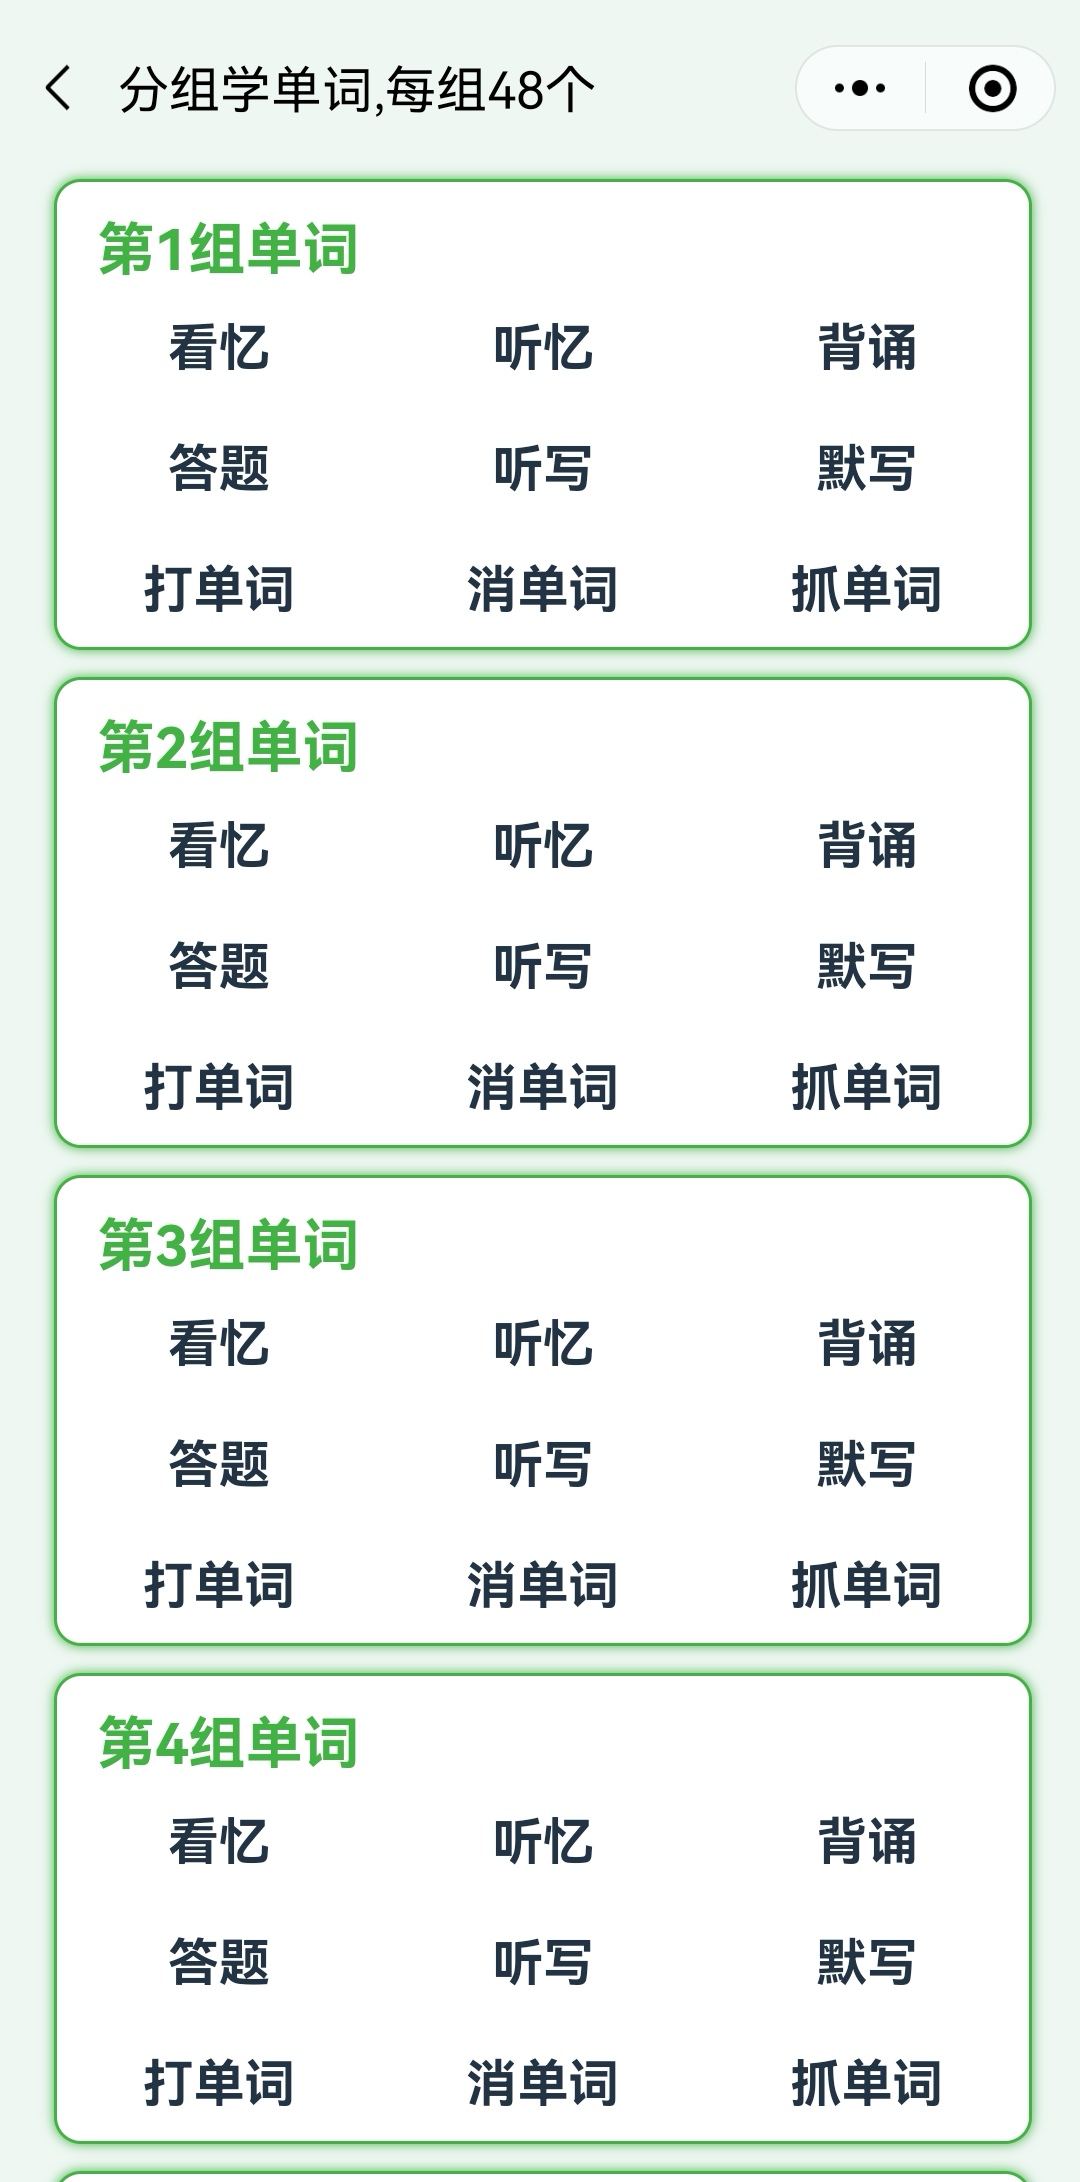 分组学单词,每组48个
第1组单词
看忆 听忆 背诵
答题 听写 默写
打单词 消单词 抓单词
第2组单词
看忆 听忆 背诵
答题 听写 默写
打单词 消单词 抓单词
第3组单词
看忆 听忆 背诵
答题 听写 默写
打单词 消单词 抓单词
第4组单词
看忆 听忆 背诵
答题 听写 默写
打单词 消单词 抓单词